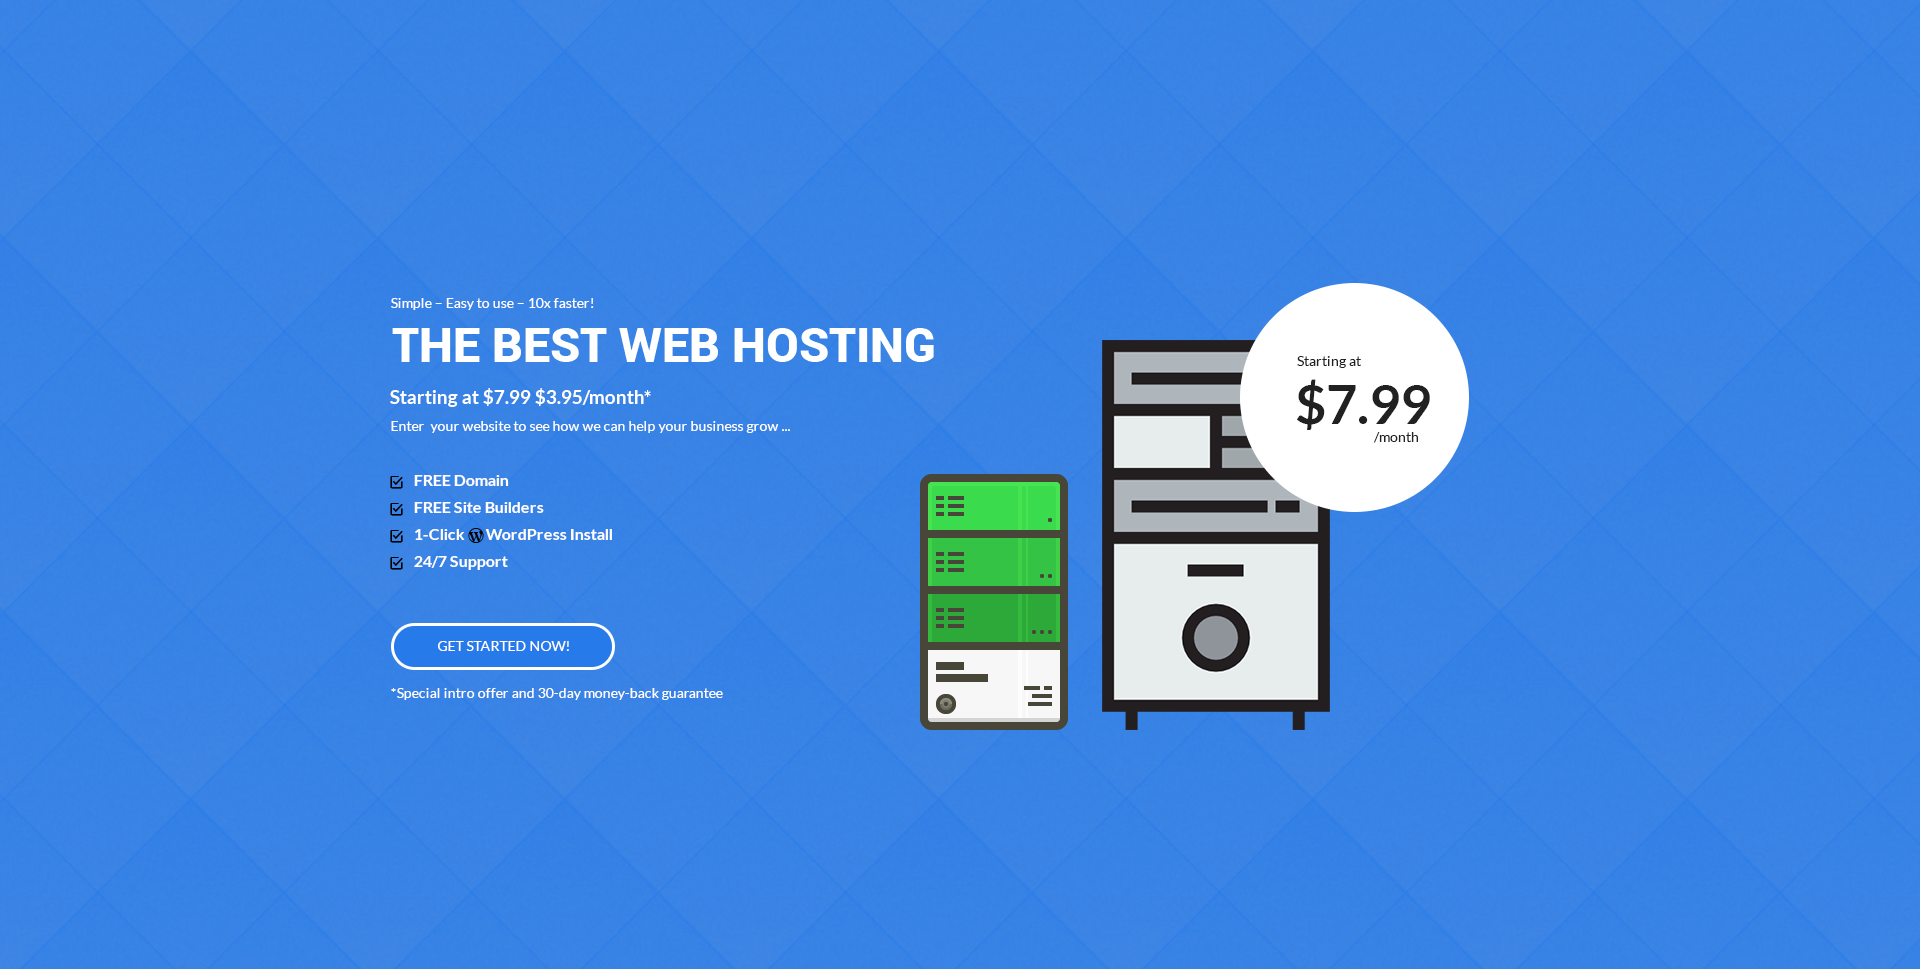 Simple – Easy to use – 10x faster!
THE BEST WEB HOSTING
Starting at $7.99 $3.95/month*
Enter  your website to see how we can help your business grow ...
FREE Domain
FREE Site Builders
1-Click WordPress Install
24/7 Support
GET STARTED NOW!
*Special intro offer and 30-day money-back guarantee
Starting at
$7.99
/month